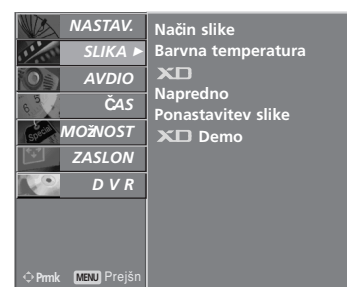 NASTAV.
SLIKA ►
AVDIO
ČAS
MOŽNOST
ZASLON
D V R
Način slike
Barvna temperatura
XD
Napredno
Ponastavitev slike
XD Demo
Prmk MENU Prejšn